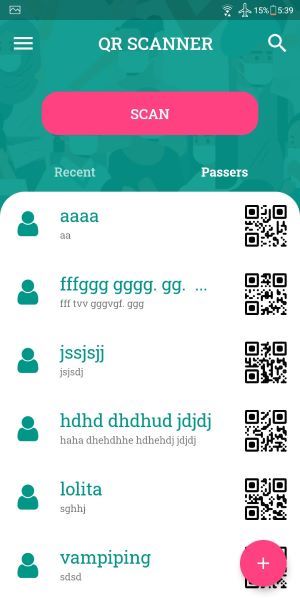 15% 5:39
QR SCANNER
SCAN
Recent Passers
aaaa
aa
fffggg gggg. gg. ...
fff tvv gggvgf. ggg
jssjsjj
jsjsdj
hdhd dhdhud jdjdj
haha dhehdhhe hdhehdj jdjdj
lolita
sghhj
vampiping
sdsd
+